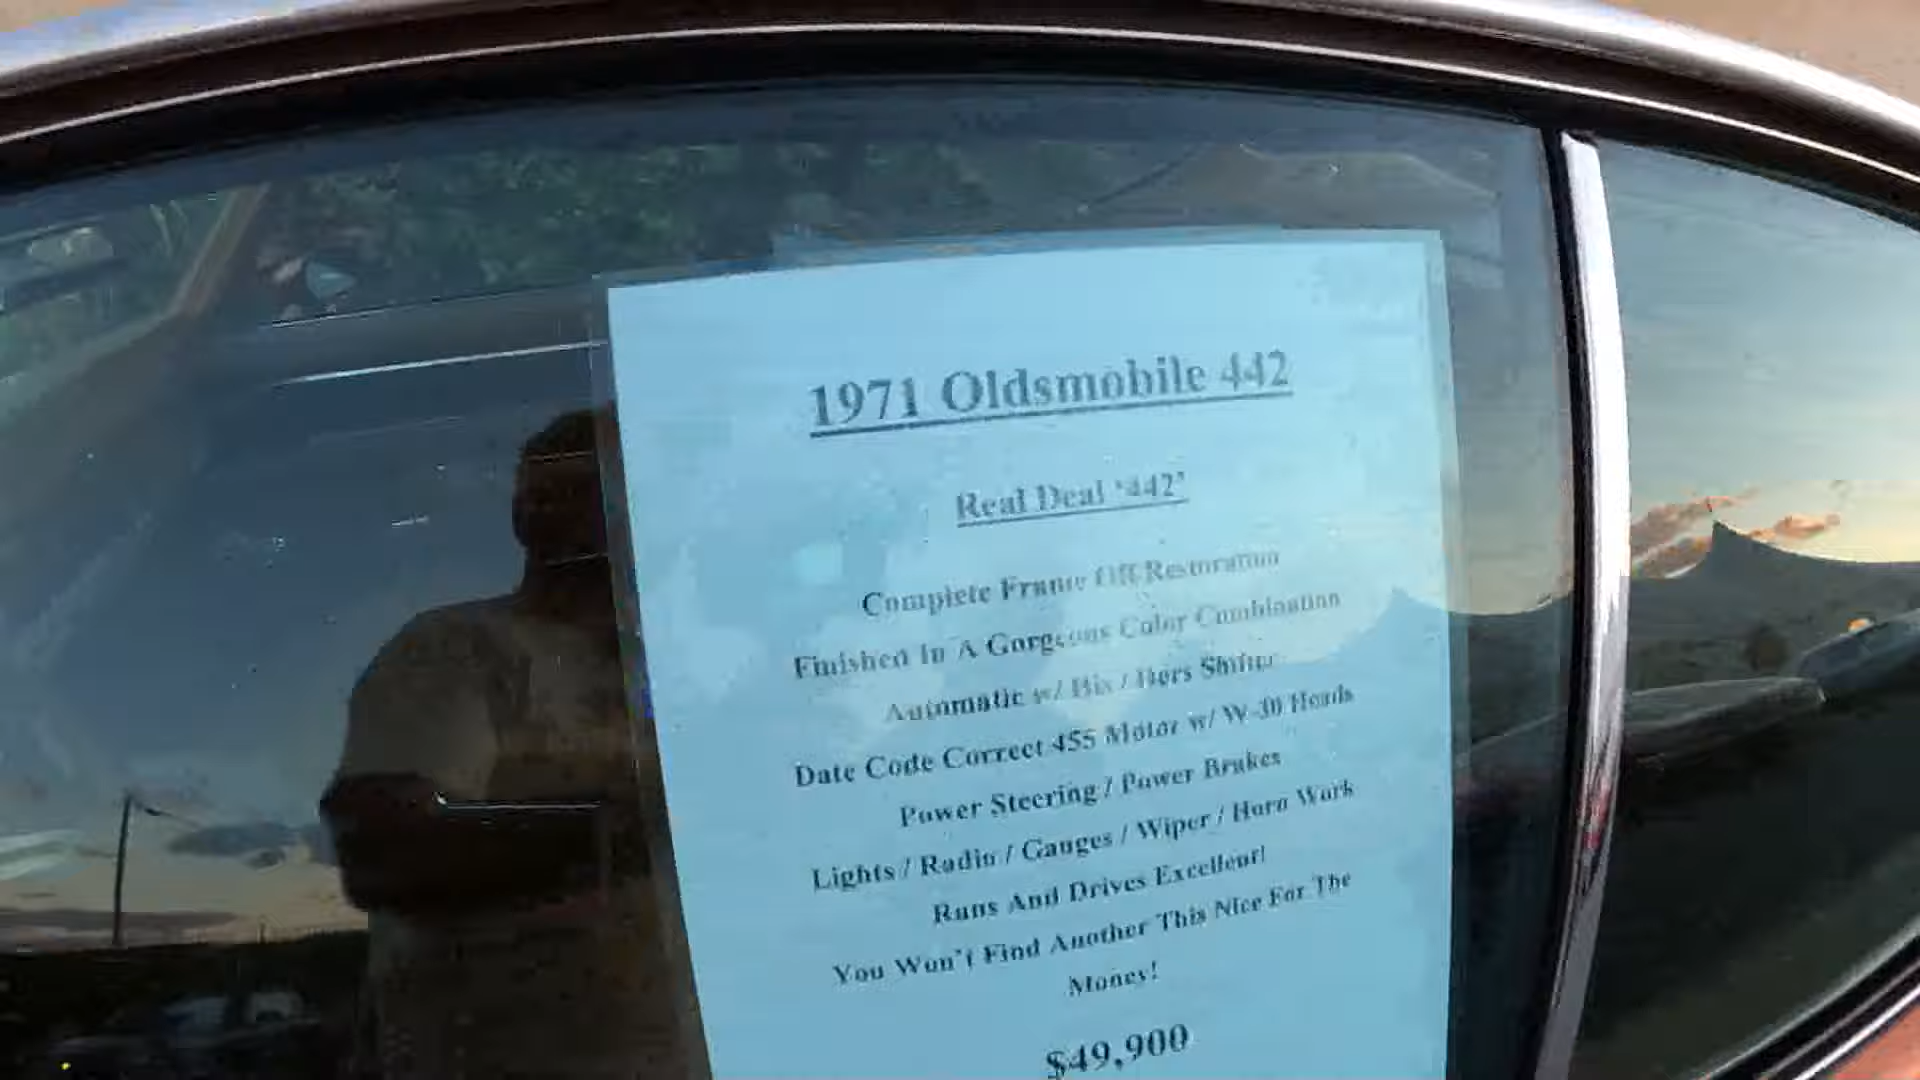 1971 Oldsmobile 442
Real Deal '442'
Complete Frame Off Restoration
Finished In A Gorgeous Color Combination
Automatic w/ His / Hers Shifter
Date Code Correct 455 Motor w/ W-30 Heads
Power Steering / Power Brakes
Lights / Radio / Gauges / Wiper / Horn Work
Runs And Drives Excellent!
You Won't Find Another This Nice For The
Money!
$49,900